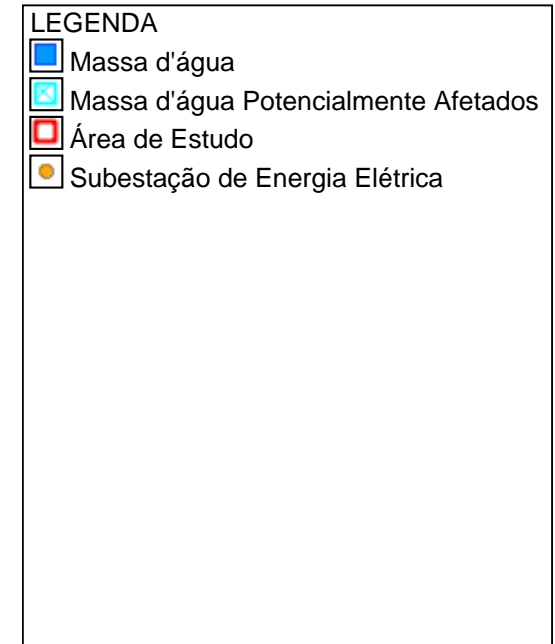 LEGENDA
Massa d'água
Massa d'água Potencialmente Afetados
Área de Estudo
Subestação de Energia Elétrica